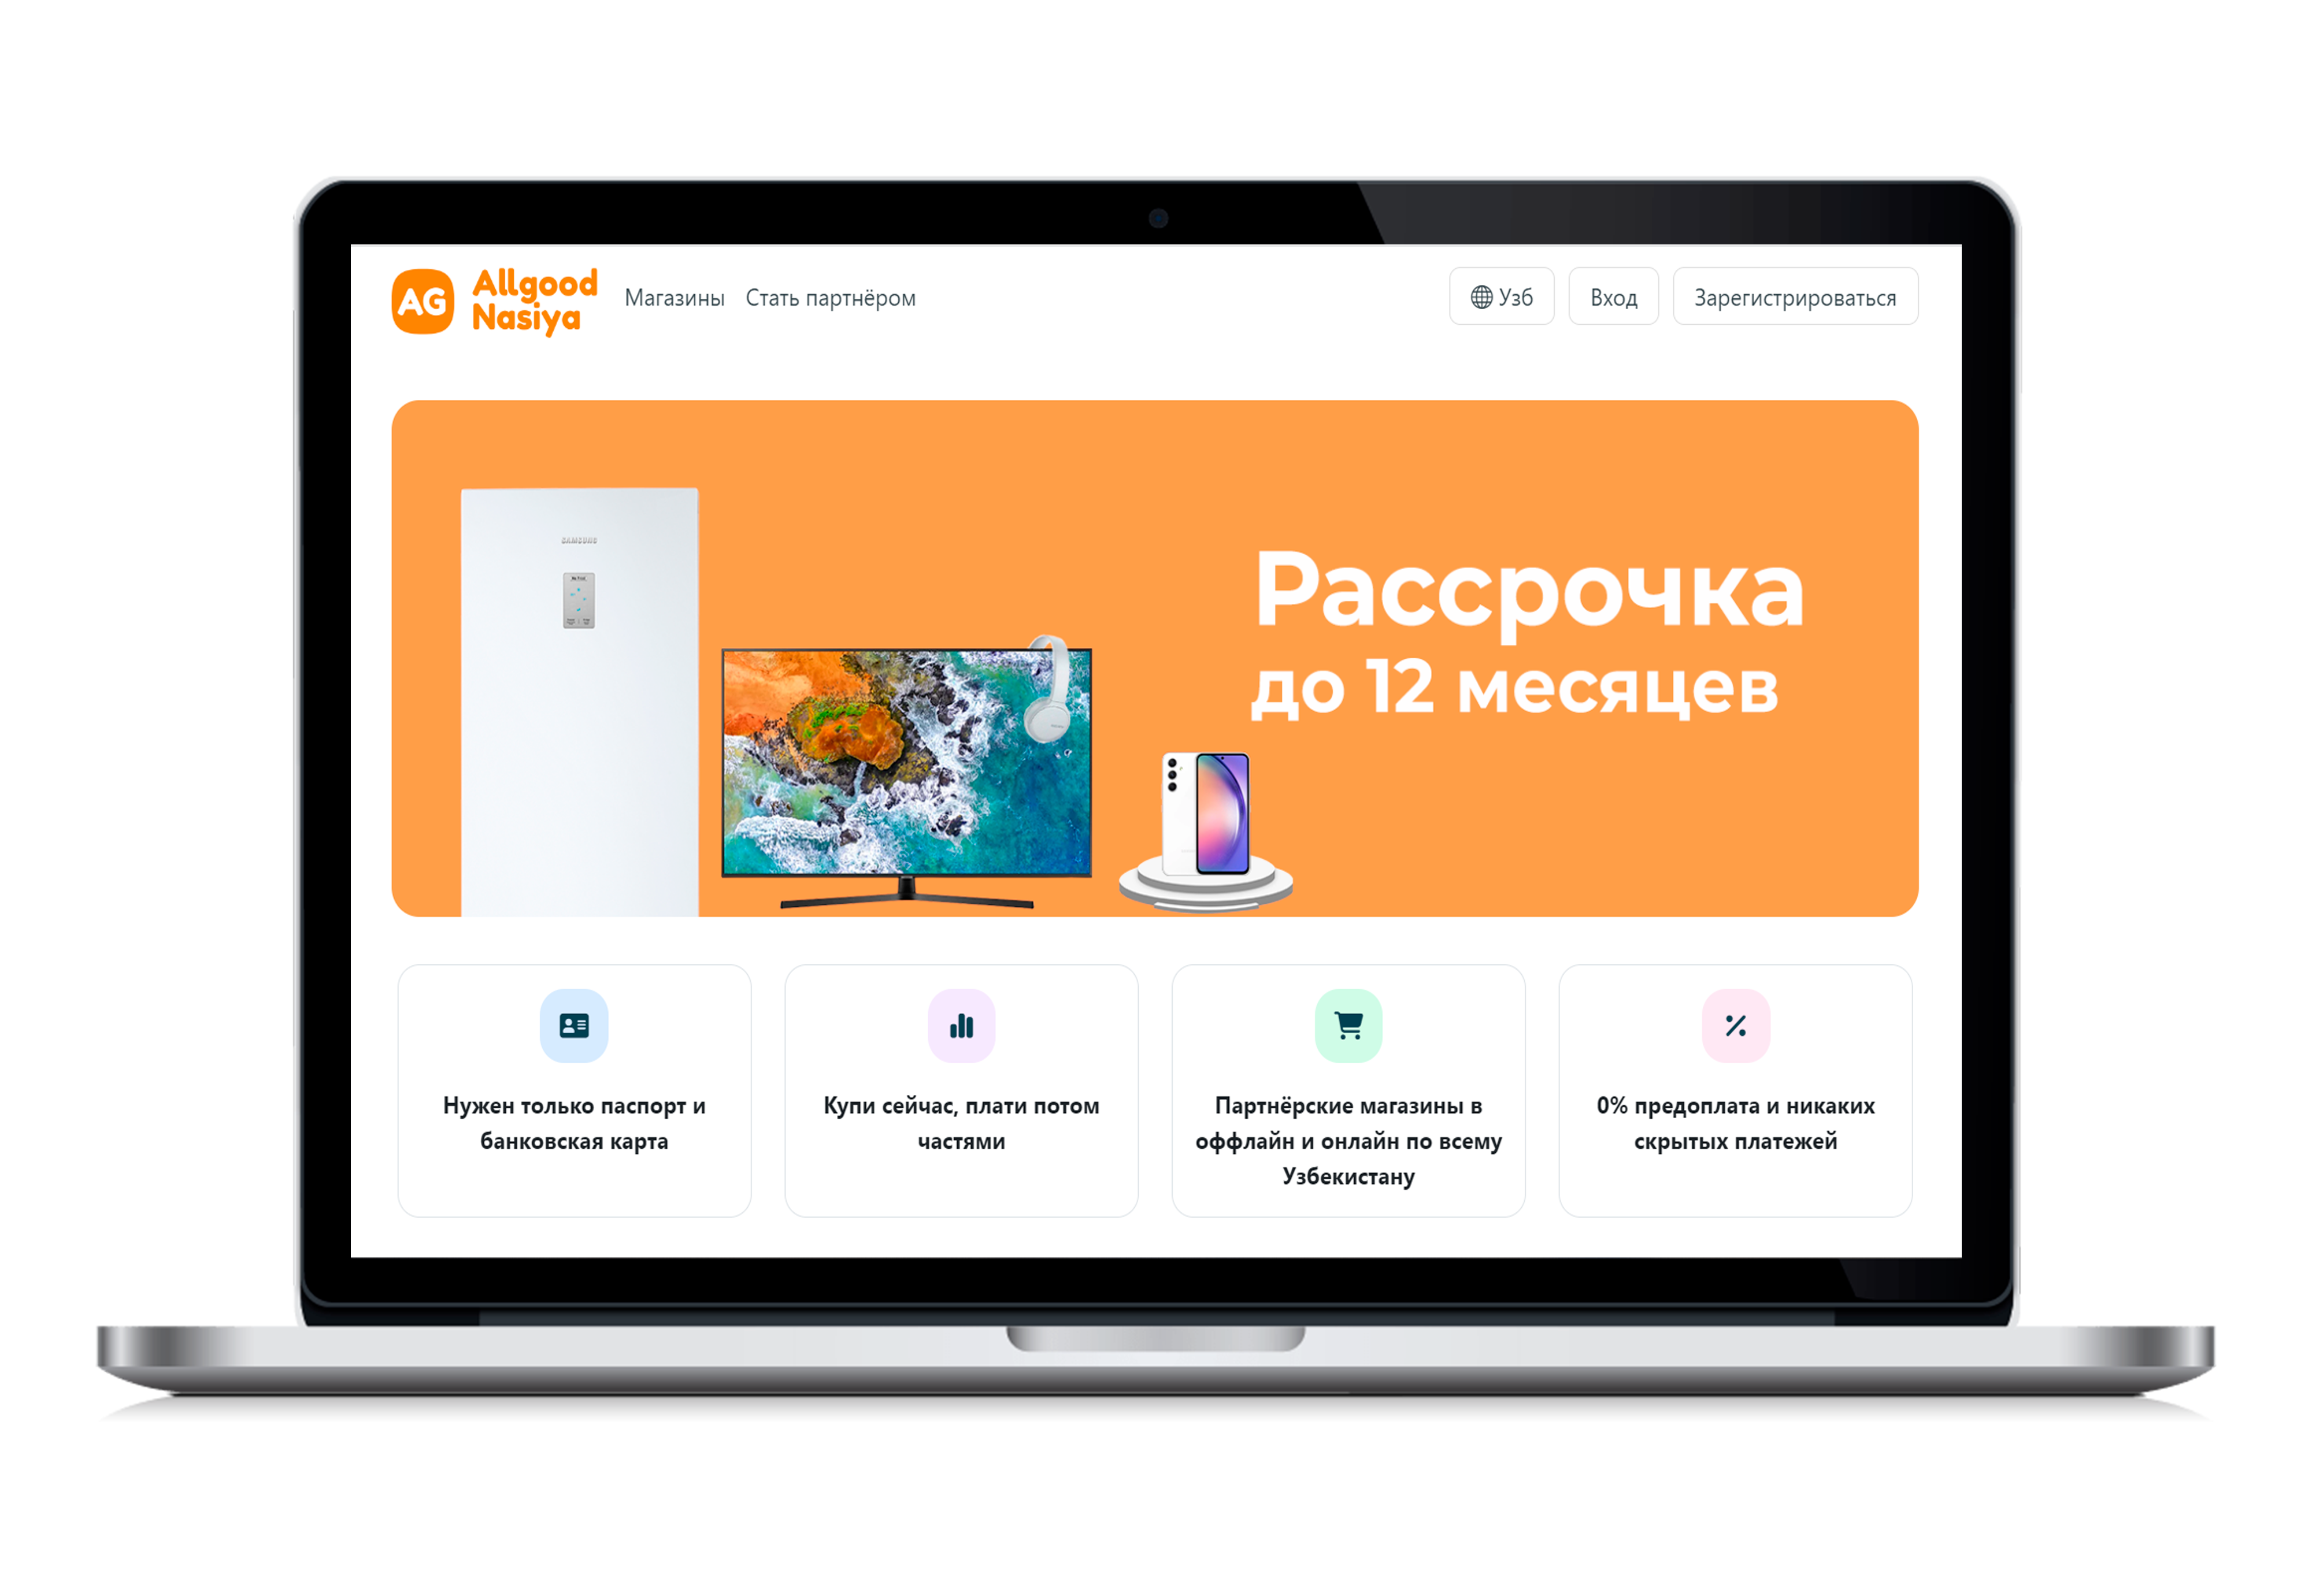 AG
Allgood
Nasiya
Магазины Стать партнёром
Узб Вход Зарегистрироваться
SAMSUNG
Рассрочка
до 12 месяцев
Нужен только паспорт и
банковская карта
Купи сейчас, плати потом
частями
Партнёрские магазины в
оффлайн и онлайн по всему
Узбекистану
0% предоплата и никаких
скрытых платежей